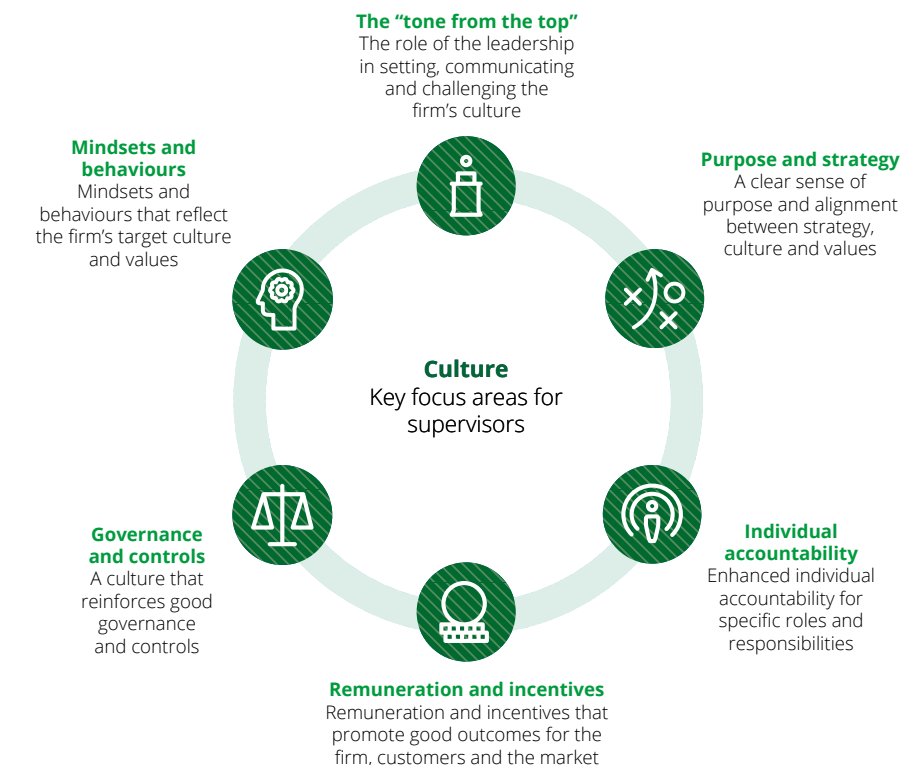 The “tone from the top”
The role of the leadership
in setting, communicating
and challenging the
firm’s culture
Purpose and strategy
A clear sense of
purpose and alignment
between strategy,
culture and values
Individual
accountability
Enhanced individual
accountability for
specific roles and
responsibilities
Remuneration and incentives
Remuneration and incentives that
promote good outcomes for the
firm, customers and the market
Governance
and controls
A culture that
reinforces good
governance
and controls
Mindsets and
behaviours
Mindsets and
behaviours that reflect
the firm’s target culture
and values
Culture
Key focus areas for
supervisors